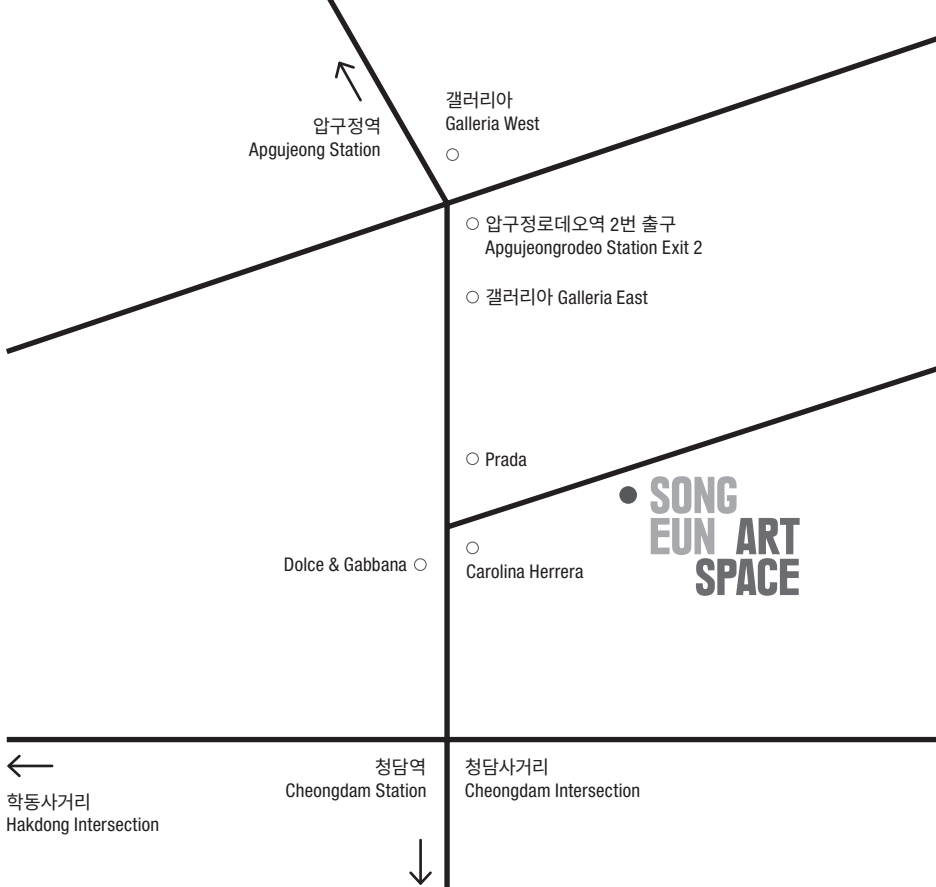 갤러리아
Galleria West
압구정역
Apgujeong Station
압구정로데오역 2번 출구
Apgujeongrodeo Station Exit 2
갤러리아 Galleria East
Prada
SONG
EUN ART
SPACE
Dolce & Gabbana
Carolina Herrera
청담역
Cheongdam Station
청담사거리
Cheongdam Intersection
학동사거리
Hakdong Intersection